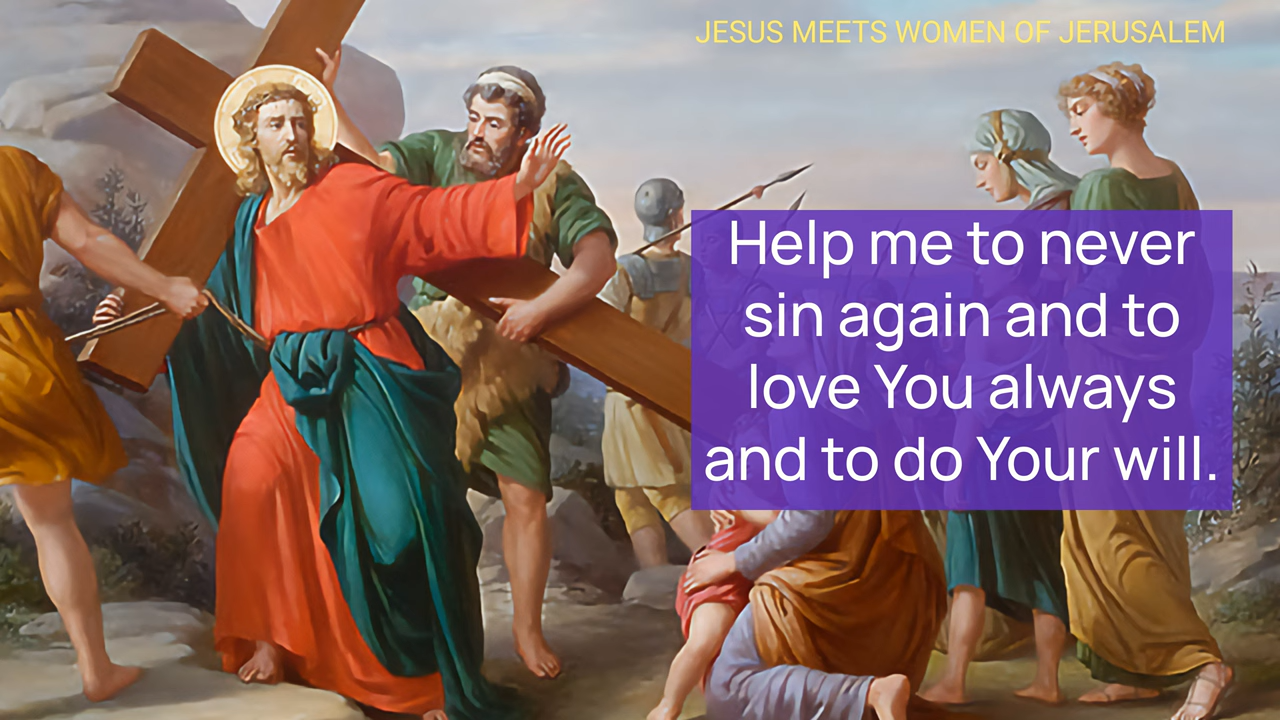 JESUS MEETS WOMEN OF JERUSALEM
Help me to never
sin again and to
love You always
and to do Your will.